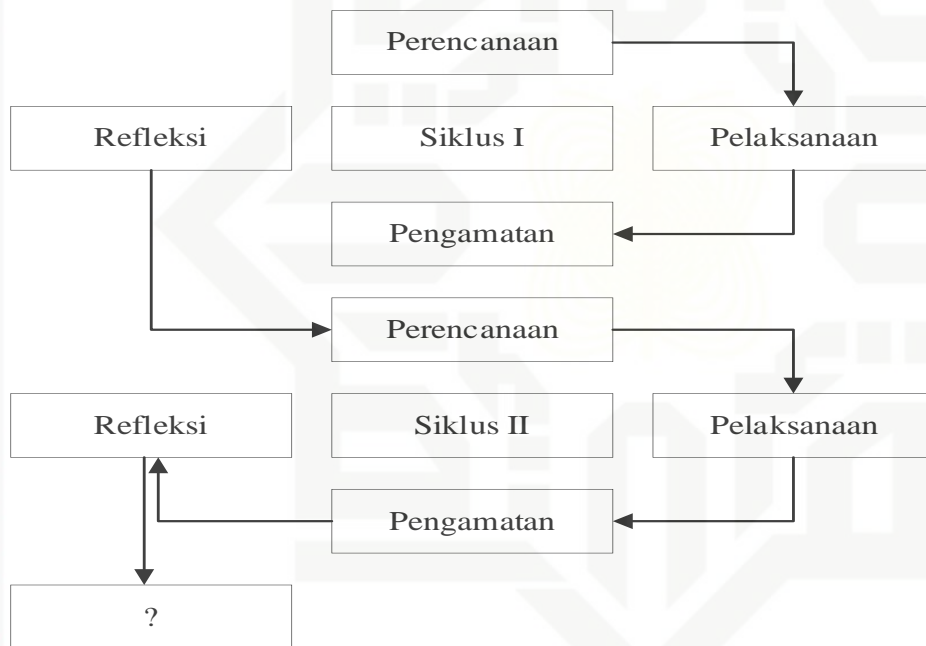 Perencanaan
Refleksi
Siklus I
Pelaksanaan
Pengamatan
Perencanaan
Refleksi
Siklus II
Pelaksanaan
Pengamatan
?